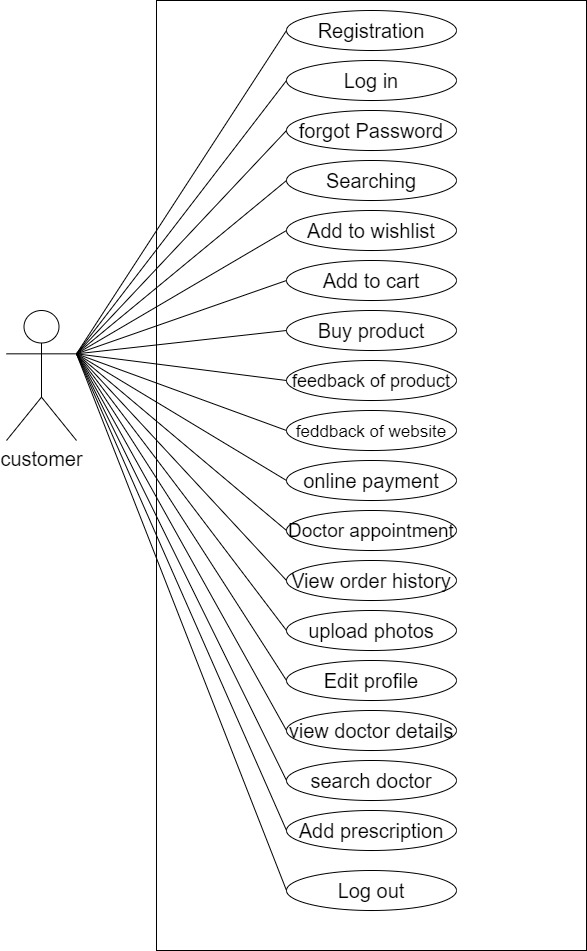 Registration
Log in
forgot Password
Searching
Add to wishlist
Add to cart
Buy product
feedback of product
feddback of website
customer
online payment
Doctor appointment
View order history
upload photos
Edit profile
view doctor details
search doctor
Add prescription
Log out